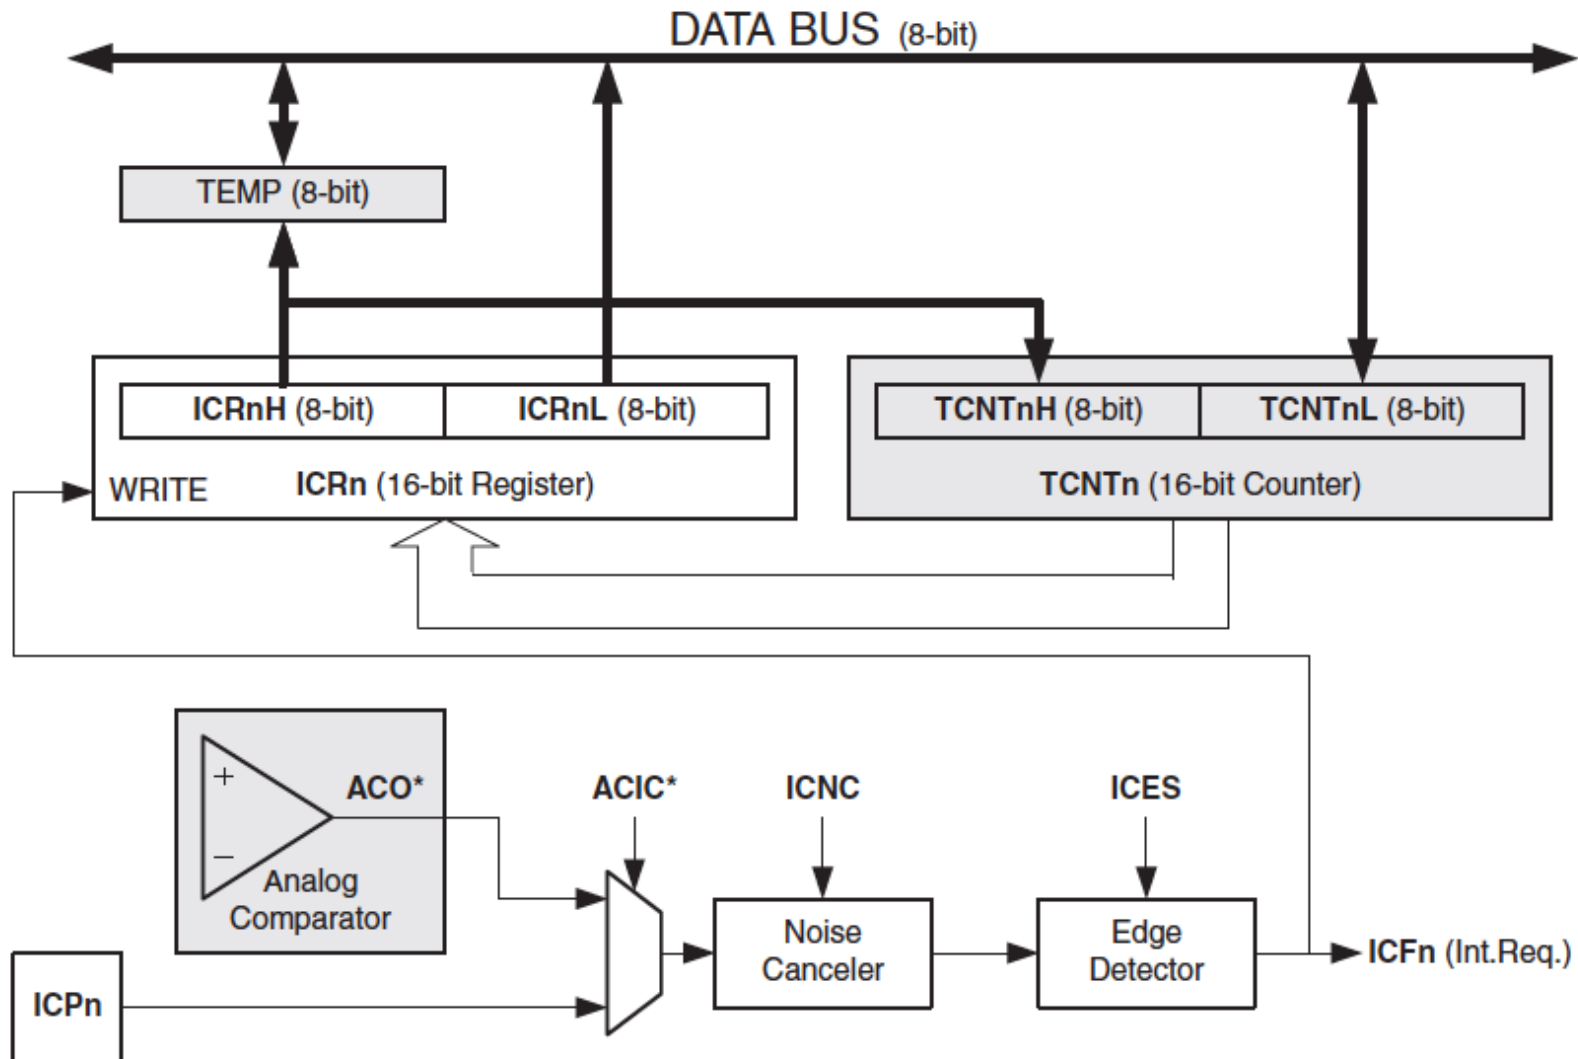 DATA BUS (8-bit)
TEMP (8-bit)
ICRnH (8-bit)
ICRnL (8-bit)
TCNTnH (8-bit)
TCNTnL (8-bit)
WRITE
ICRn (16-bit Register)
TCNTn (16-bit Counter)
+
−
ACO*
Analog
Comparator
ACIC*
ICNC
ICES
Noise
Canceler
Edge
Detector
ICFn (Int.Req.)
ICPn